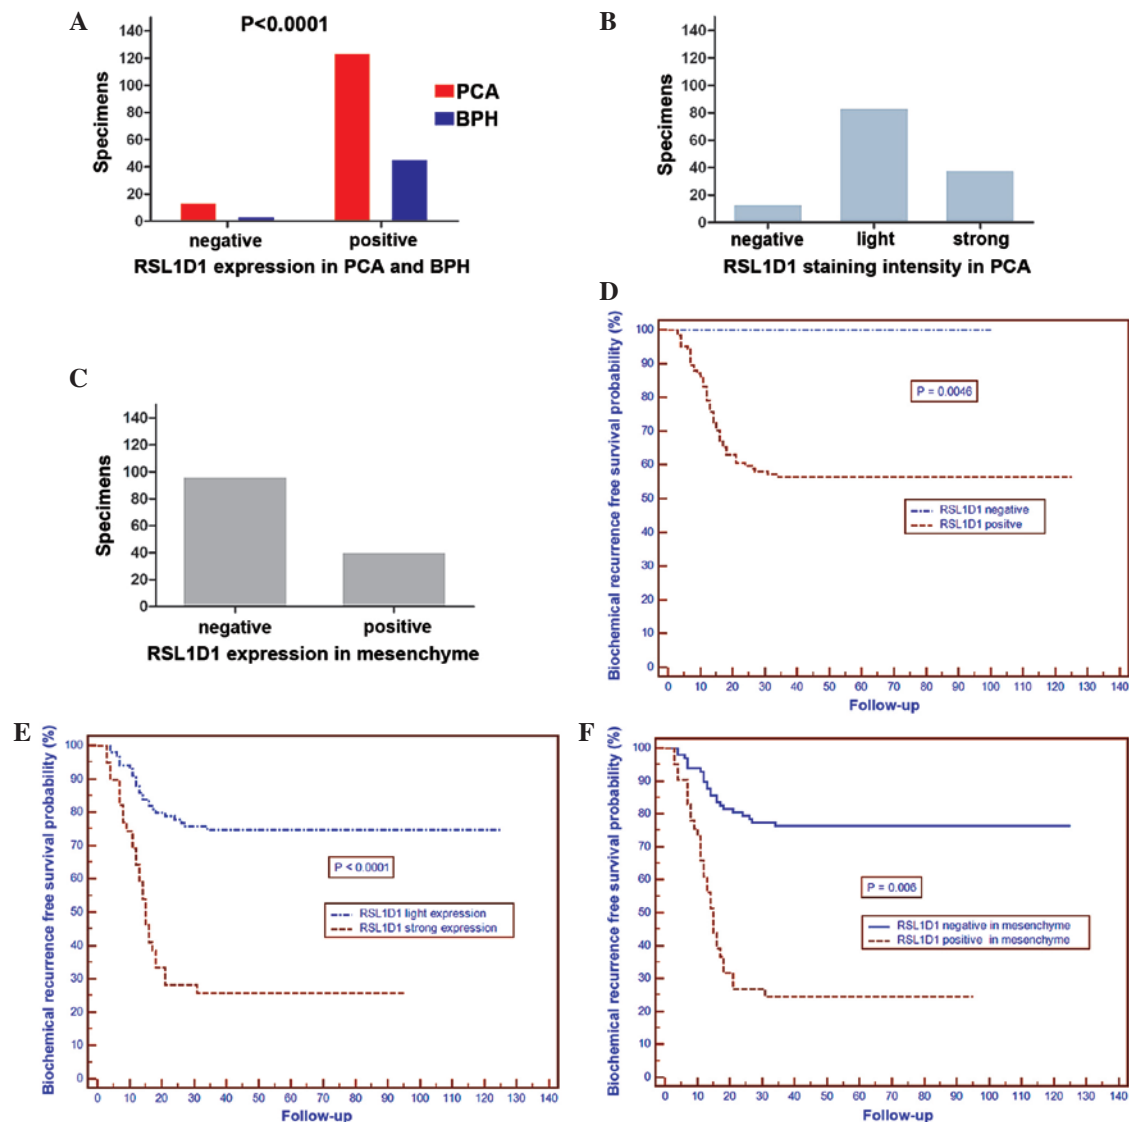 A
P<0.0001
Specimens
140
120
100
80
60
40
20
0
PCA
BPH
negative positive
RSL1D1 expression in PCA and BPH
B
Specimens
140
120
100
80
60
40
20
0
negative light strong
RSL1D1 staining intensity in PCA
C
Specimens
140
120
100
80
60
40
20
0
negative positive
RSL1D1 expression in mesenchyme
D
Biochemical recurrence free survival probability (%)
100
90
80
70
60
50
40
30
20
10
0
P = 0.0046
RSL1D1 negative
RSL1D1 positve
0 10 20 30 40 50 60 70 80 90 100 110 120 130 140
Follow-up
E
Biochemical recurrence free survival probability (%)
100
90
80
70
60
50
40
30
20
10
0
P < 0.0001
RSL1D1 light expression
RSL1D1 strong expression
0 10 20 30 40 50 60 70 80 90 100 110 120 130 140
Follow-up
F
Biochemical recurrence free survival probability (%)
100
90
80
70
60
50
40
30
20
10
0
P = 0.006
RSL1D1 negative in mesenchyme
RSL1D1 positive in mesenchyme
0 10 20 30 40 50 60 70 80 90 100 110 120 130 140
Follow-up